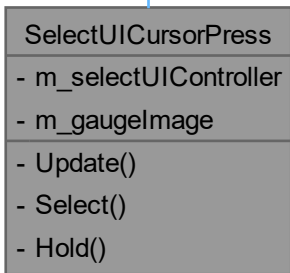 SelectUICursorPress
- m_selectUIController
- m_gaugeImage
- Update()
- Select()
- Hold()